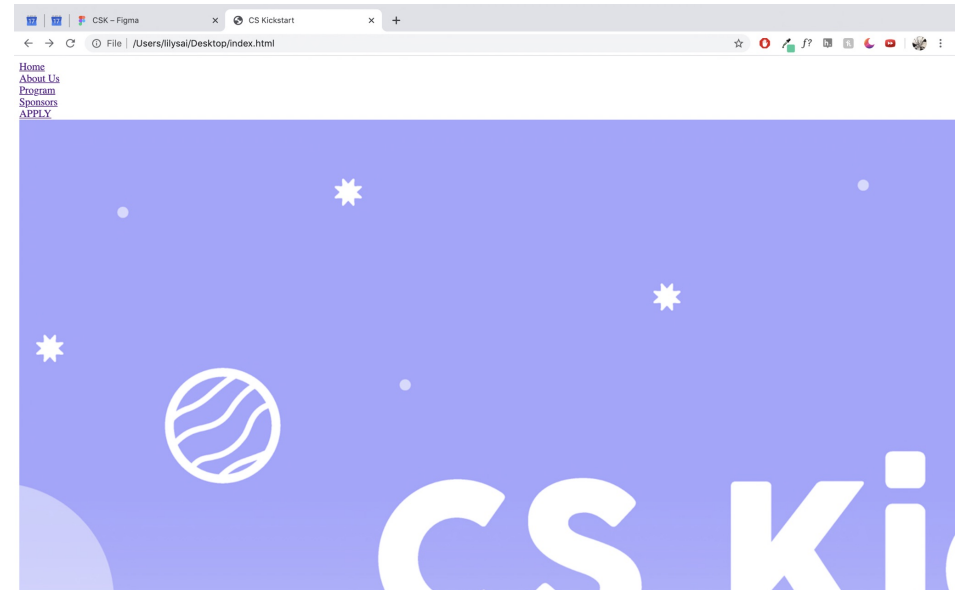 CSK – Figma
CS Kickstart
File /Users/lilysai/Desktop/index.html
f?
Home
About Us
Program
Sponsors
APPLY
CS Ki